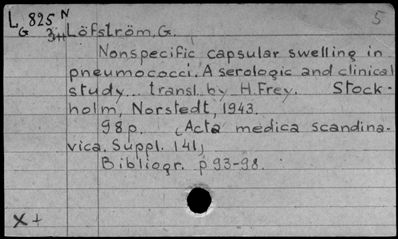 L 825 N 5
G 3H Löfström, G.
Nonspecific capsular swelling in
pneumococci. A serologic and clinical
study... transl. by H. Frey. Stock-
holm, Norstedt, 1943.
98 p. (Acta medica scandina-
vica. Suppl. 141)
Bibliogr. p 93-98.
X +